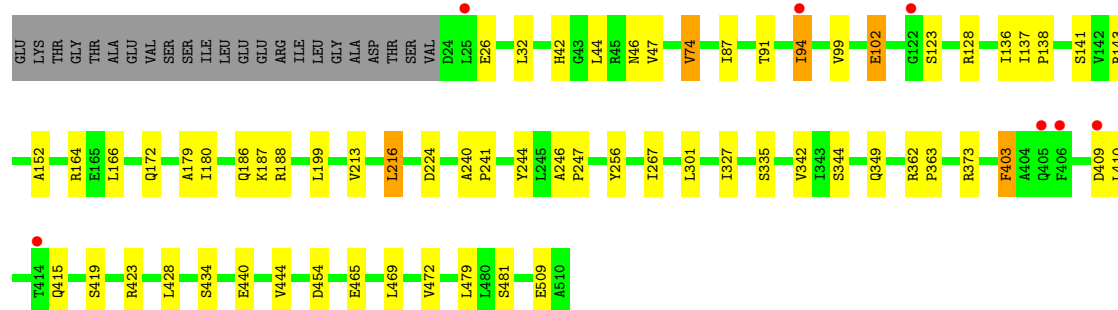 GLU LYS THR GLY THR ALA GLU VAL SER SER ILE LEU GLU GLU ARG ILE LEU GLY ALA ASP THR SER VAL D24 L25 E26 L32 H42 G43 L44 R45 N46 V47 V74 I87 T91 I94 V99 E102 G122 S123 R128 I136 I137 P138 S141 V142
A152 R164 E165 L166 Q172 A179 I180 Q186 K187 R188 L199 V213 L216 D224 A240 P241 Y244 L245 A246 P247 Y256 I267 L301 I327 S335 V342 I343 S344 Q349 R362 P363 R373 F403 A404 Q405 F406 D409
T414 Q415 S419 R423 L428 S434 E440 V444 D454 E465 L469 V472 L479 L480 S481 E509 A510